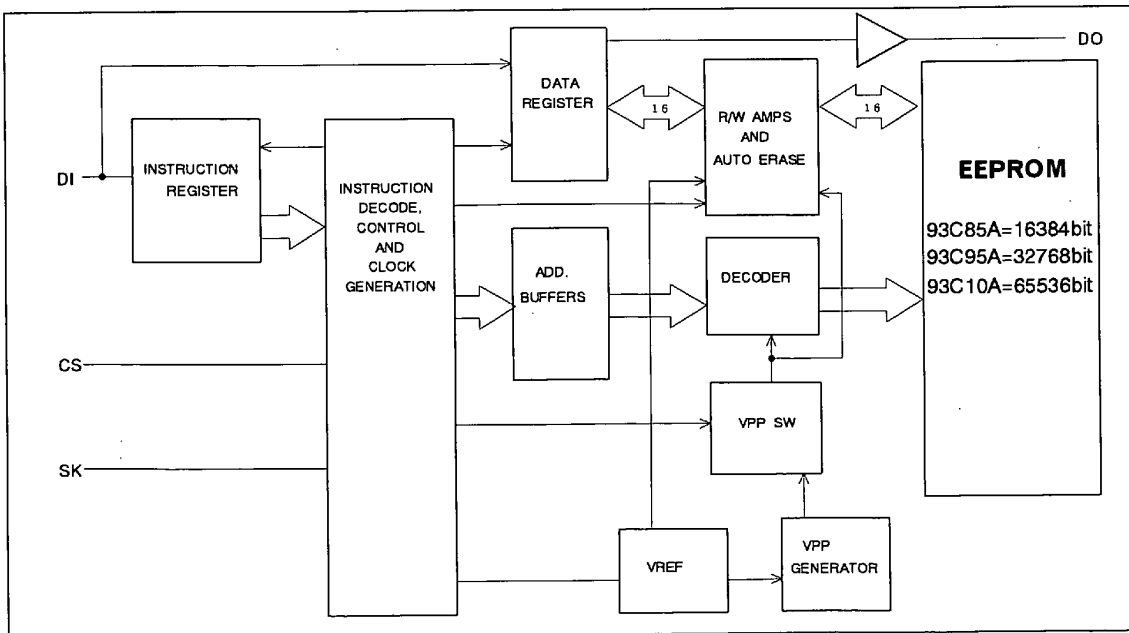 DO
DATA
REGISTER
16
R/W AMPS
AND
AUTO ERASE
16
EEPROM
93C85A=16384bit
93C95A=32768bit
93C10A=65536bit
DI
INSTRUCTION
REGISTER
INSTRUCTION
DECODE,
CONTROL
AND
CLOCK
GENERATION
ADD.
BUFFERS
DECODER
CS
VPP SW
SK
VREF
VPP
GENERATOR